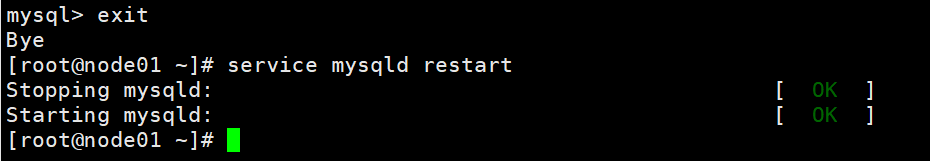 mysql> exit
Bye
[root@node01 ~]# service mysqld restart
Stopping mysqld: [ OK ]
Starting mysqld: [ OK ]
[root@node01 ~]#